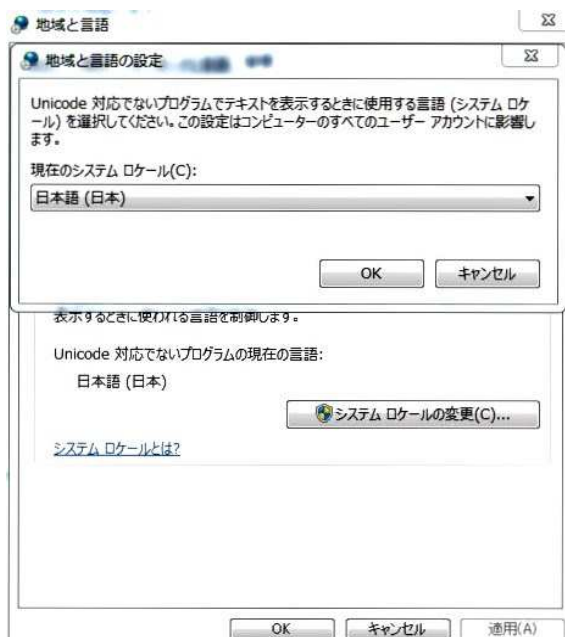 地域と言語
地域と言語の設定
Unicode 対応でないプログラムでテキストを表示するときに使用する言語 (システム ロケ
ール) を選択してください。この設定はコンピューターのすべてのユーザー アカウントに影響し
ます。
現在のシステム ロケール(C):
日本語 (日本)
OK
キャンセル
表示するときに使われる言語を制御します。
Unicode 対応でないプログラムの現在の言語:
日本語 (日本)
システム ロケールの変更(C)...
システム ロケールとは?
OK
キャンセル
適用(A)